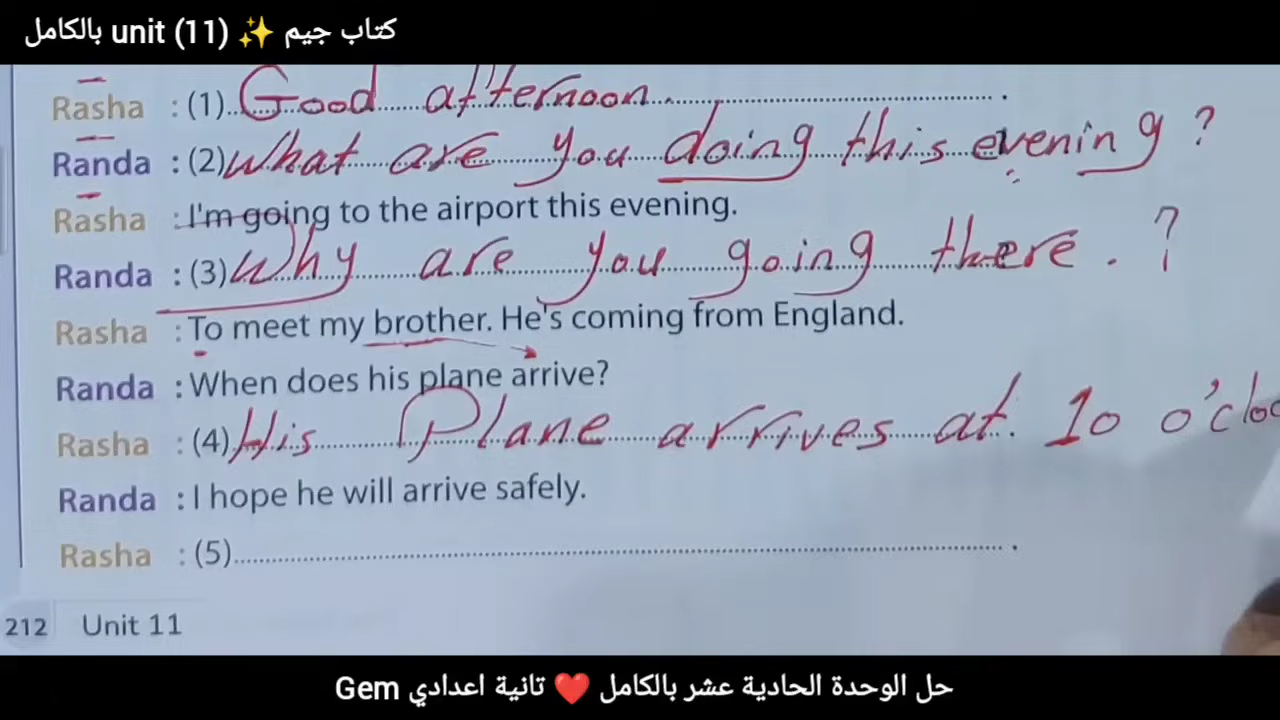 كتاب جيم ✨ unit (11) بالكامل
Rasha : (1) Good afternoon .
Randa : (2) What are you doing this evening ?
Rasha : I'm going to the airport this evening.
Randa : (3) Why are you going there . ?
Rasha : To meet my brother. He's coming from England.
Randa : When does his plane arrive?
Rasha : (4) His Plane arrives at. 10 o'cloc
Randa : I hope he will arrive safely.
Rasha : (5) .
212 Unit 11
حل الوحدة الحادية عشر بالكامل ❤️ تانية اعدادي Gem